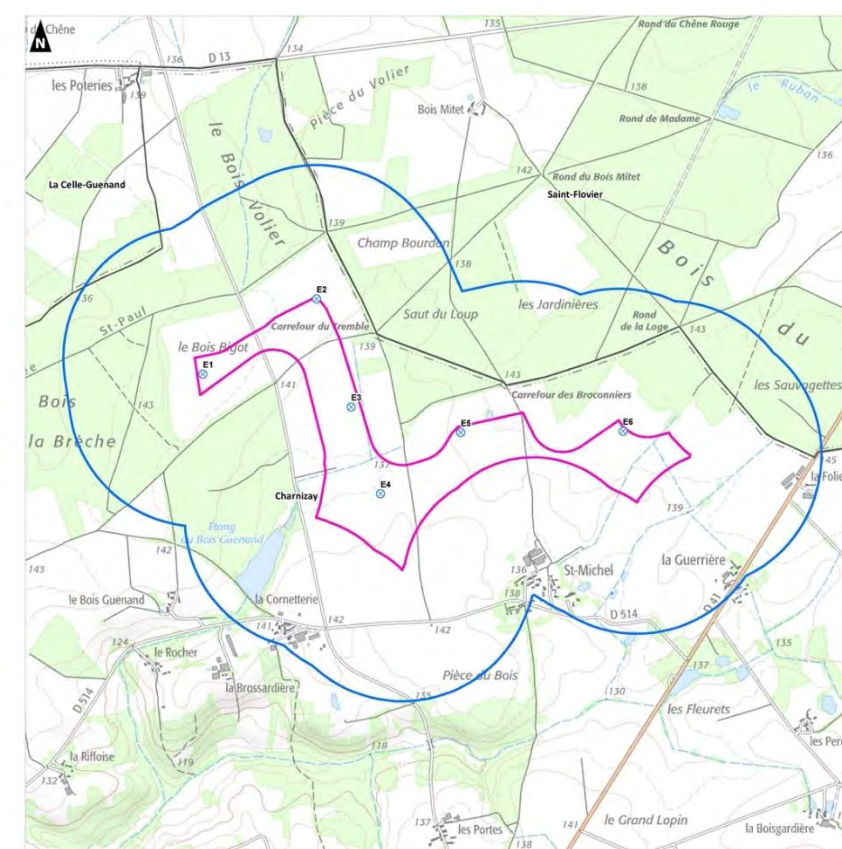 N
du Chêne
136
D 13
134
135
Rond du Chêne Rouge
les Poteries
139
Pièce du Volier
138
le Ruban
Bois Mitet
Rond de Madame
le Bois Volier
136
142
Rond du Bois Mitet
La Celle-Guenand
Saint-Flovier
139
Champ Bourdon
Bois
138
136
E2
les Jardinières
St-Paul
Carrefour du Tremble
Saut du Loup
Rond
de la Loge
143
le Bois Bigot
139
du
E1
141
143
les Sauvagettes
Bois
143
E3
Carrefour des Braconniers
la Brèche
E5
E6
145
137
la Folie
E4
Charnizay
139
Étang
du Bois Guenand
142
136
St-Michel
la Guerrière
143
le Bois Guenand
la Cornetterie
138
D 514
D 41
141
142
142
124
135
le Rocher
Pièce du Bois
137
la Brossardière
135
130
D 514
les Fleurets
118
la Riffoise
119
les Per
132
le Grand Lopin
137
les Portes
141
la Boisgardière
138